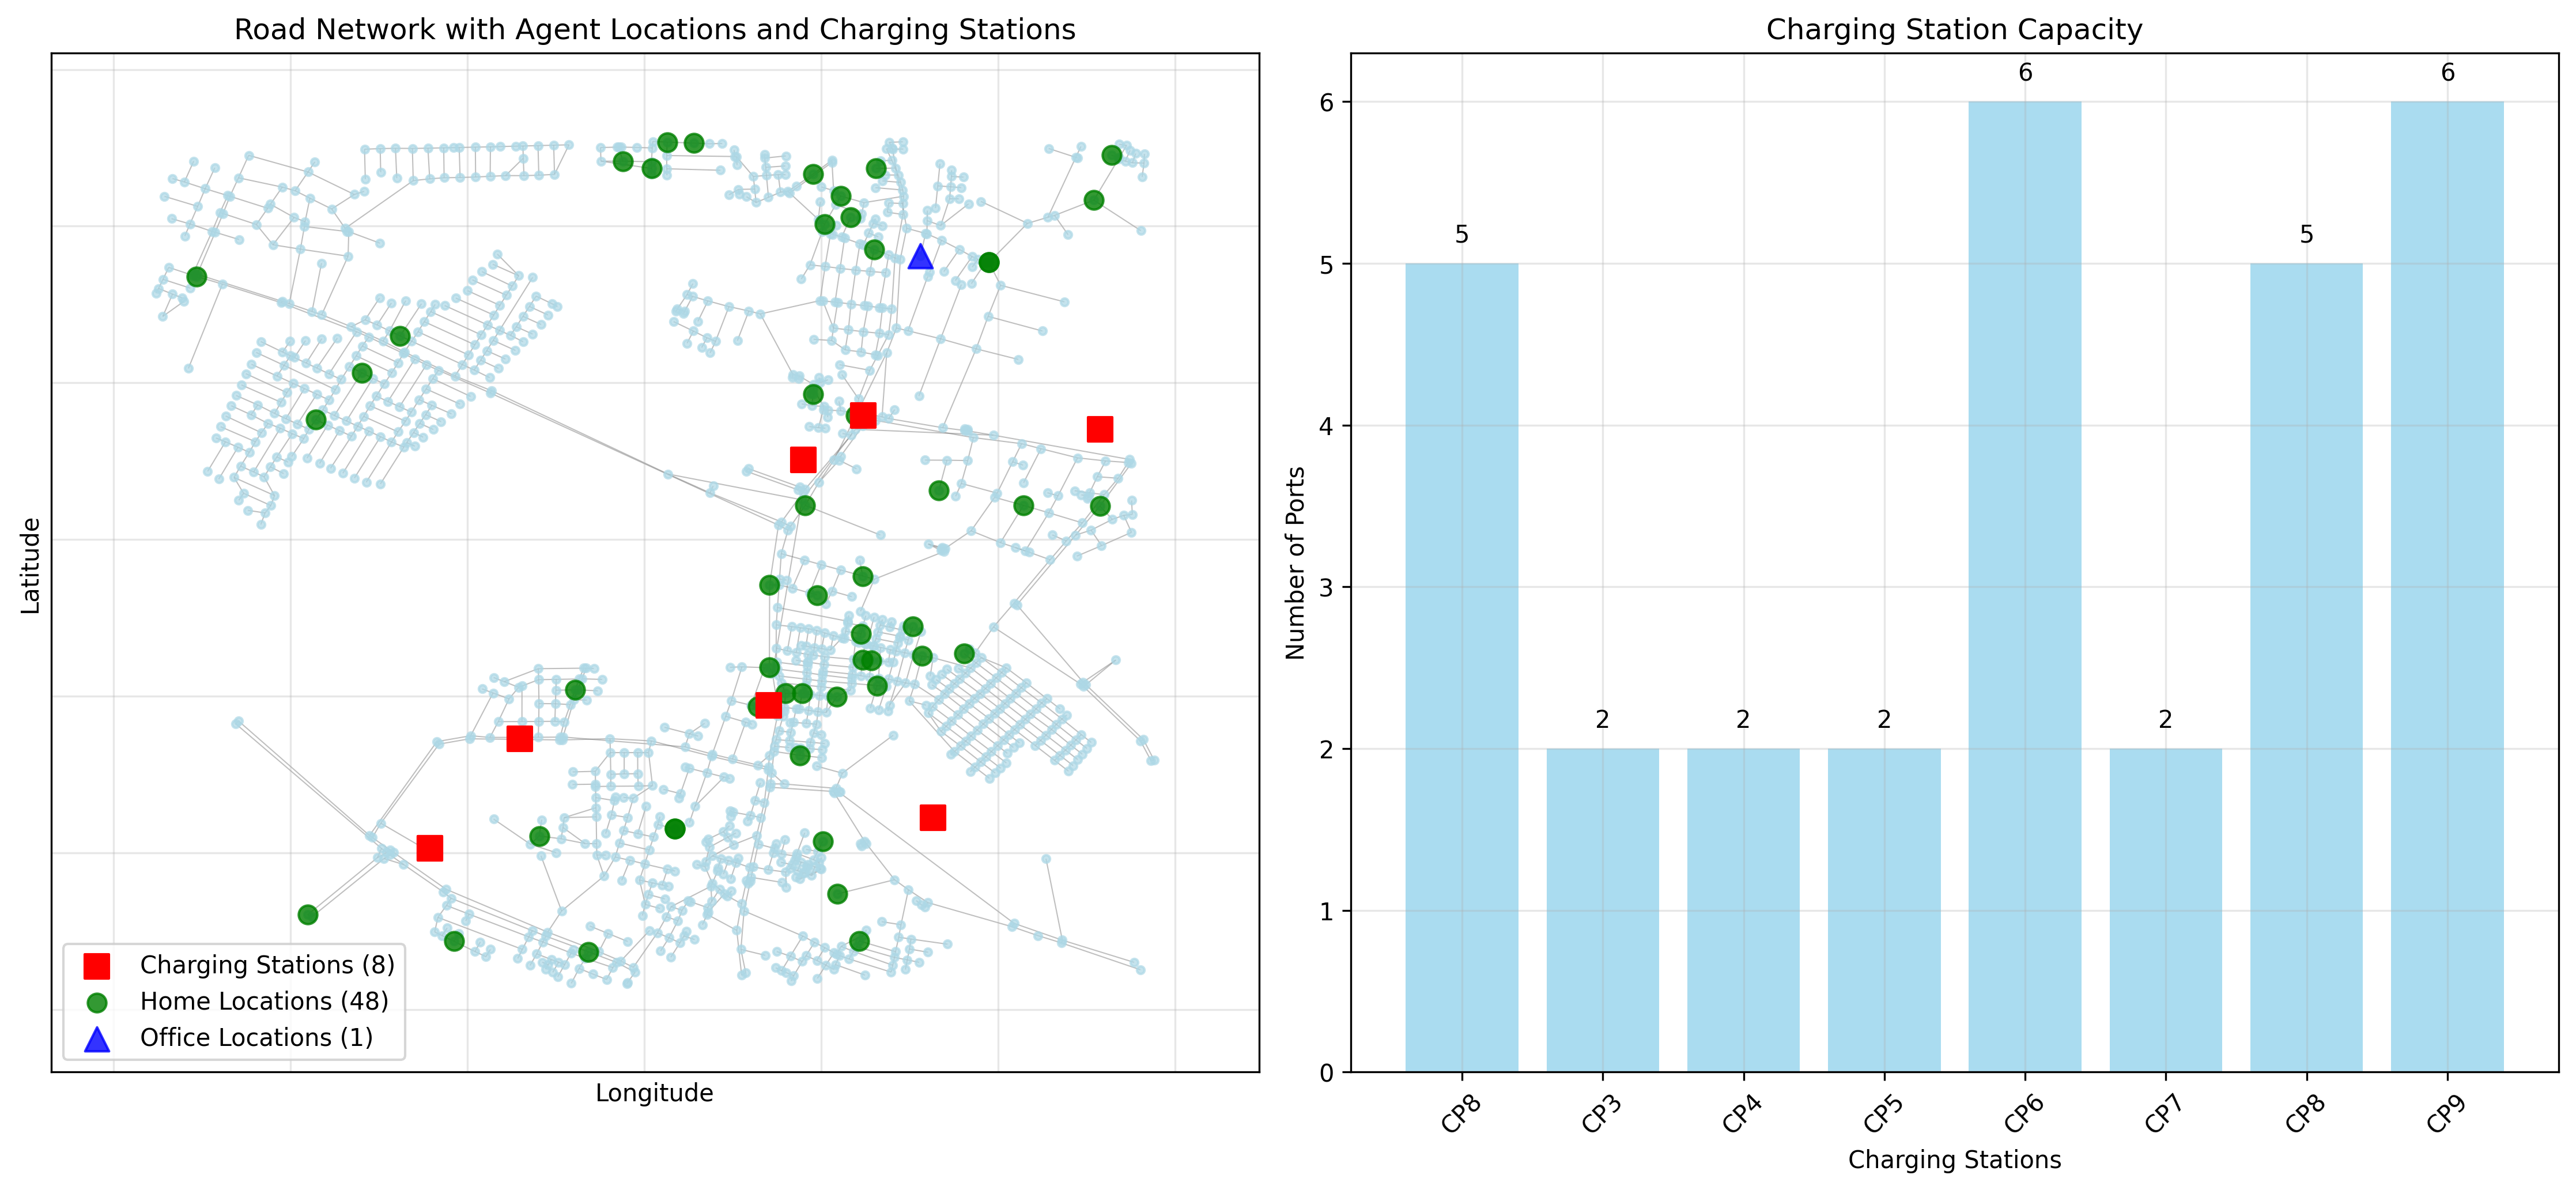 Road Network with Agent Locations and Charging Stations
Latitude
Longitude
Charging Stations (8)
Home Locations (48)
Office Locations (1)
Charging Station Capacity
Number of Ports
6
5
4
3
2
1
0
5
2
2
2
6
2
5
6
CP8
CP3
CP4
CP5
CP6
CP7
CP8
CP9
Charging Stations